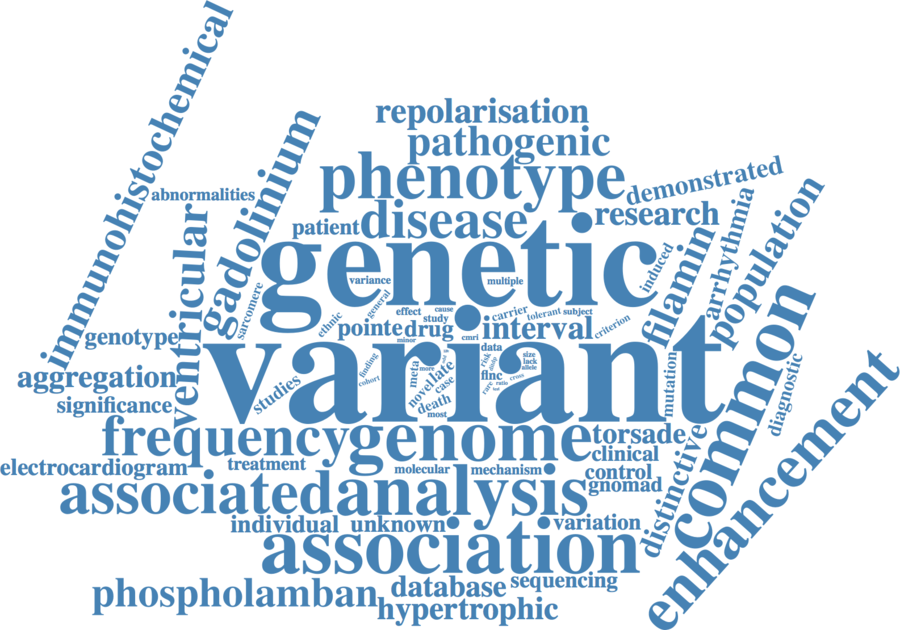 immunohistochemical
repolarisation
pathogenic
gadolinium
phenotype
demonstrated
abnormalities
disease
research
patient
ventricular
genetic
arrhythmia
population
filamin
induced
variance
multiple
sarcomere
general
ethnic
effect
cause
study
carrier
tolerant
subject
criterion
pointe
drug
interval
genotype
minor
cmri
variant
common
finding
cohort
meta
more
late
novel
case
death
most
data
risk
size
lack
allele
flnc
rare
ratio
cross
mutation
diagnostic
aggregation
studies
significance
enhancement
frequency
genome
torsade
distinctive
electrocardiogram
treatment
molecular
mechanism
clinical
control
gnomad
associated
analysis
individual
unknown
variation
association
phospholamban
database
sequencing
hypertrophic